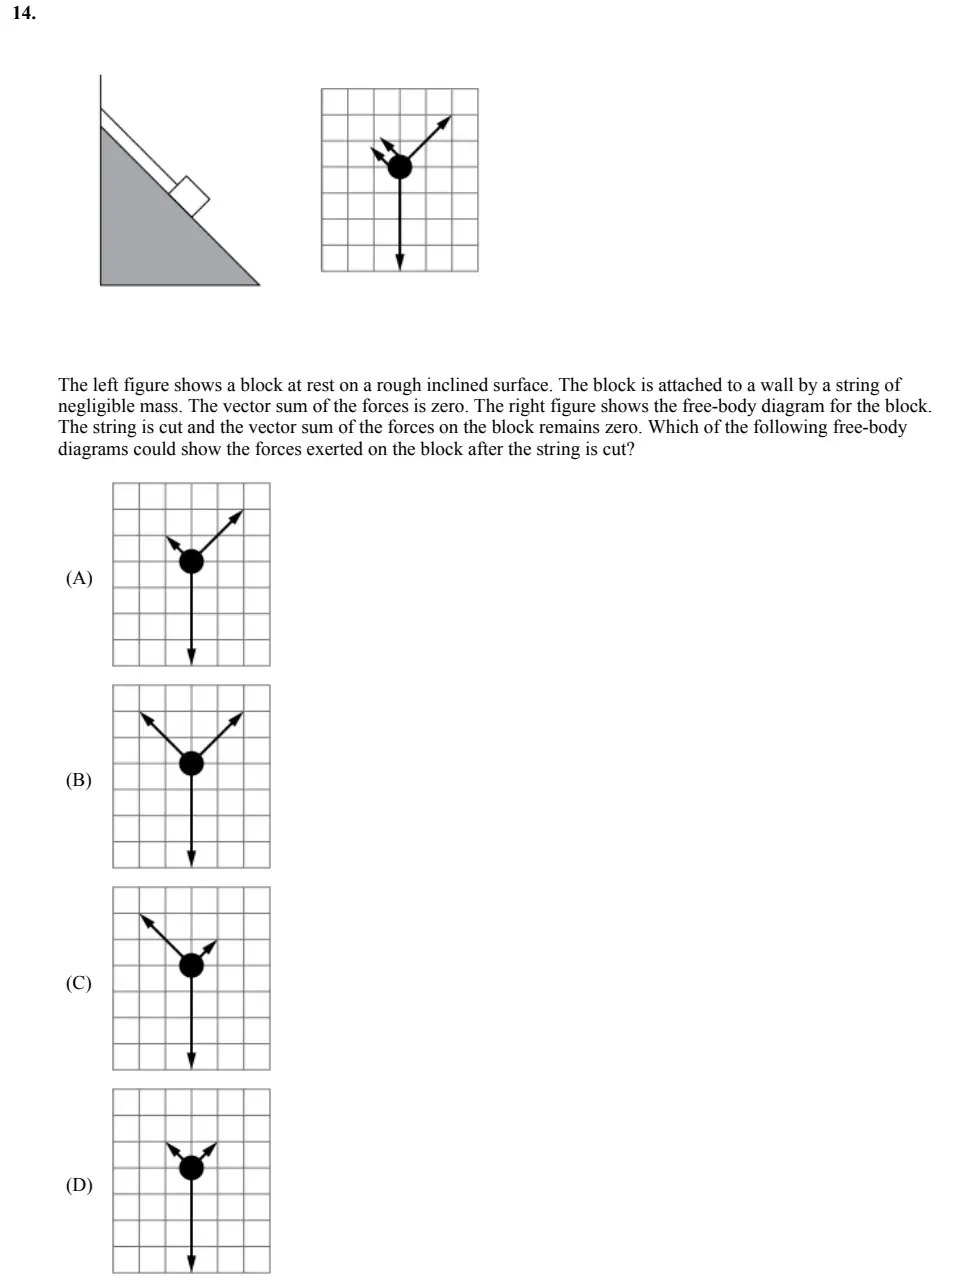 14.
The left figure shows a block at rest on a rough inclined surface. The block is attached to a wall by a string of
negligible mass. The vector sum of the forces is zero. The right figure shows the free-body diagram for the block.
The string is cut and the vector sum of the forces on the block remains zero. Which of the following free-body
diagrams could show the forces exerted on the block after the string is cut?
(A)
(B)
(C)
(D)